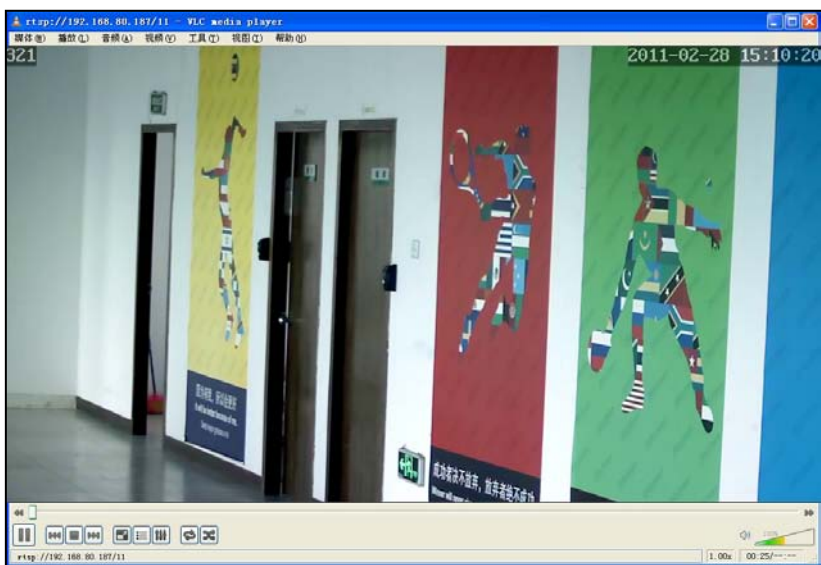 rtsp://192.168.80.187/11 - VLC media player
媒体(M) 播放(L) 音频(A) 视频(V) 工具(T) 视图(I) 帮助(H)
321
2011-02-28 15:10:20
成功者决不放弃，放弃者绝不成功
rtsp://192.168.80.187/11
1.00x
00:25/--:--